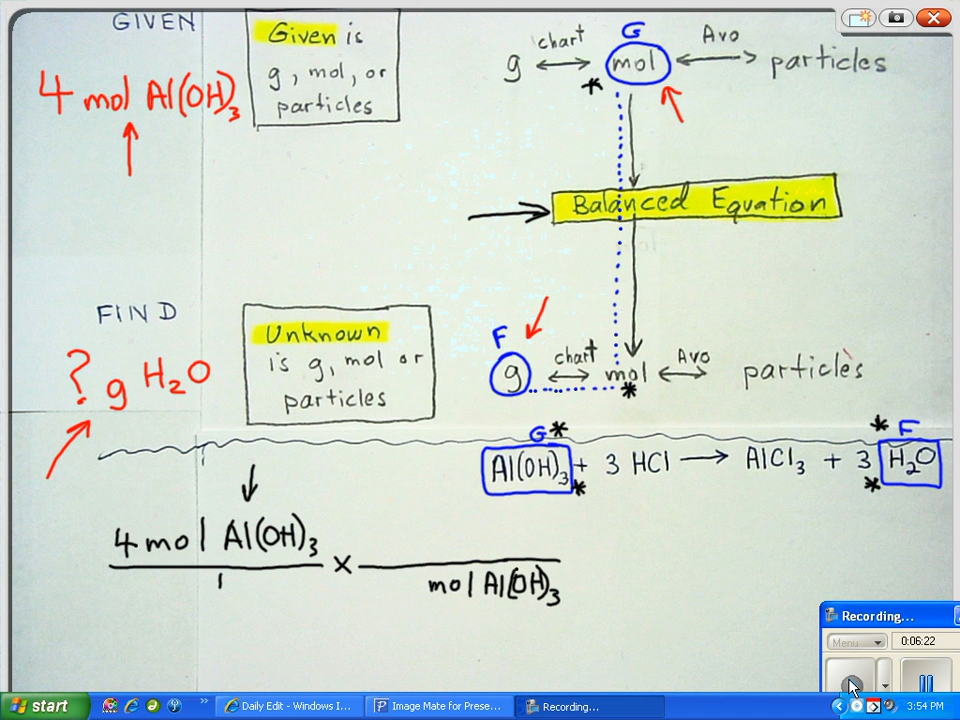 GIVEN
4 mol Al(OH)₃
Given is
g, mol, or
particles
G
g ⟷ chart mol ⟷ Avo particles
*
Balanced Equation
FIND
? g H₂O
Unknown
is g, mol or
particles
F
g ⟷ chart mol ⟷ Avo particles
*
G * * F
Al(OH)₃ + 3 HCl ⟶ AlCl₃ + 3 H₂O
* *
4 mol Al(OH)₃
1
×
mol Al(OH)₃
Recording...
Menu
0:06:22
start
Daily Edit - Windows I...
Image Mate for Prese...
Recording...
3:54 PM